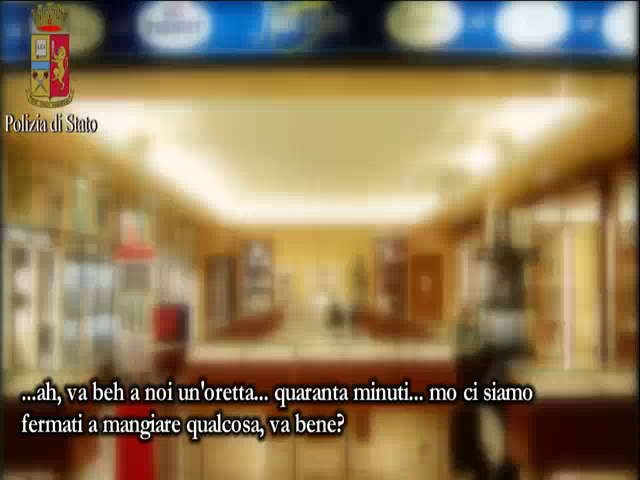 Polizia di Stato
...ah, va beh a noi un'oretta... quaranta minuti... mo ci siamo
fermati a mangiare qualcosa, va bene?